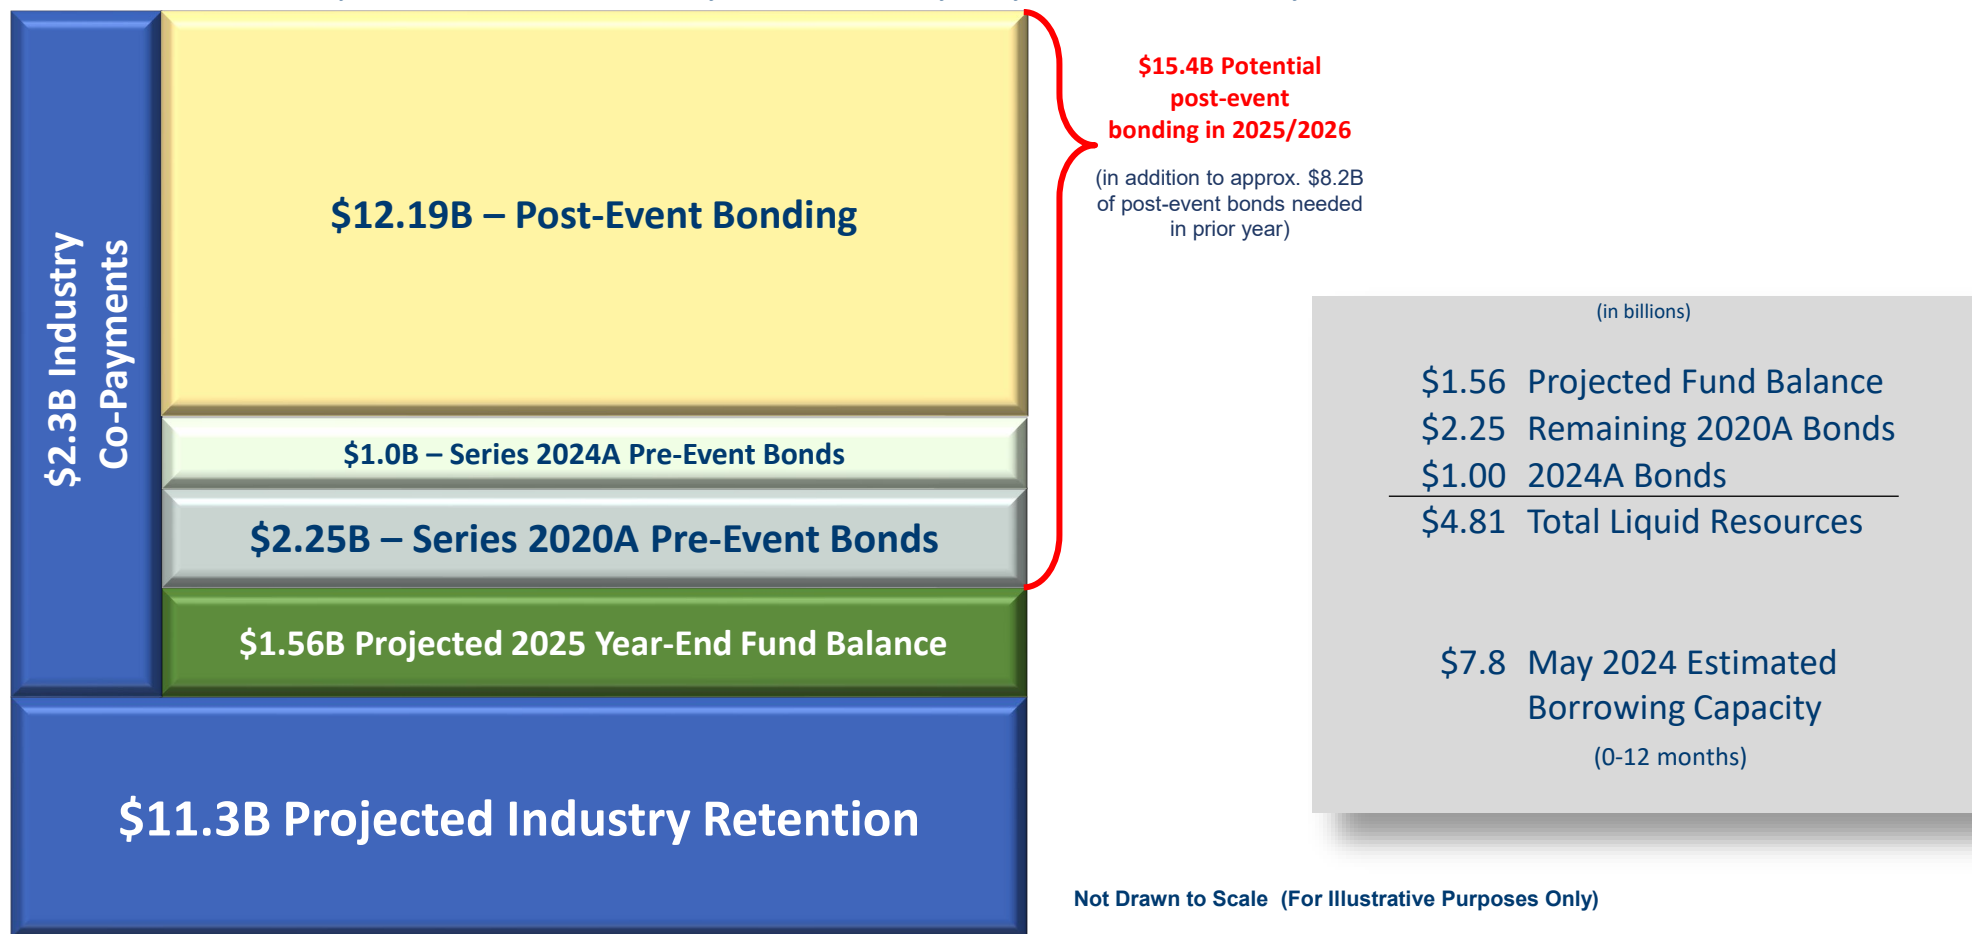 $2.3B Industry
Co-Payments
$12.19B – Post-Event Bonding
$1.0B – Series 2024A Pre-Event Bonds
$2.25B – Series 2020A Pre-Event Bonds
$1.56B Projected 2025 Year-End Fund Balance
$11.3B Projected Industry Retention
$15.4B Potential
post-event
bonding in 2025/2026
(in addition to approx. $8.2B
of post-event bonds needed
in prior year)
(in billions)
$1.56 Projected Fund Balance
$2.25 Remaining 2020A Bonds
$1.00 2024A Bonds
$4.81 Total Liquid Resources
$7.8 May 2024 Estimated
Borrowing Capacity
(0-12 months)
Not Drawn to Scale (For Illustrative Purposes Only)